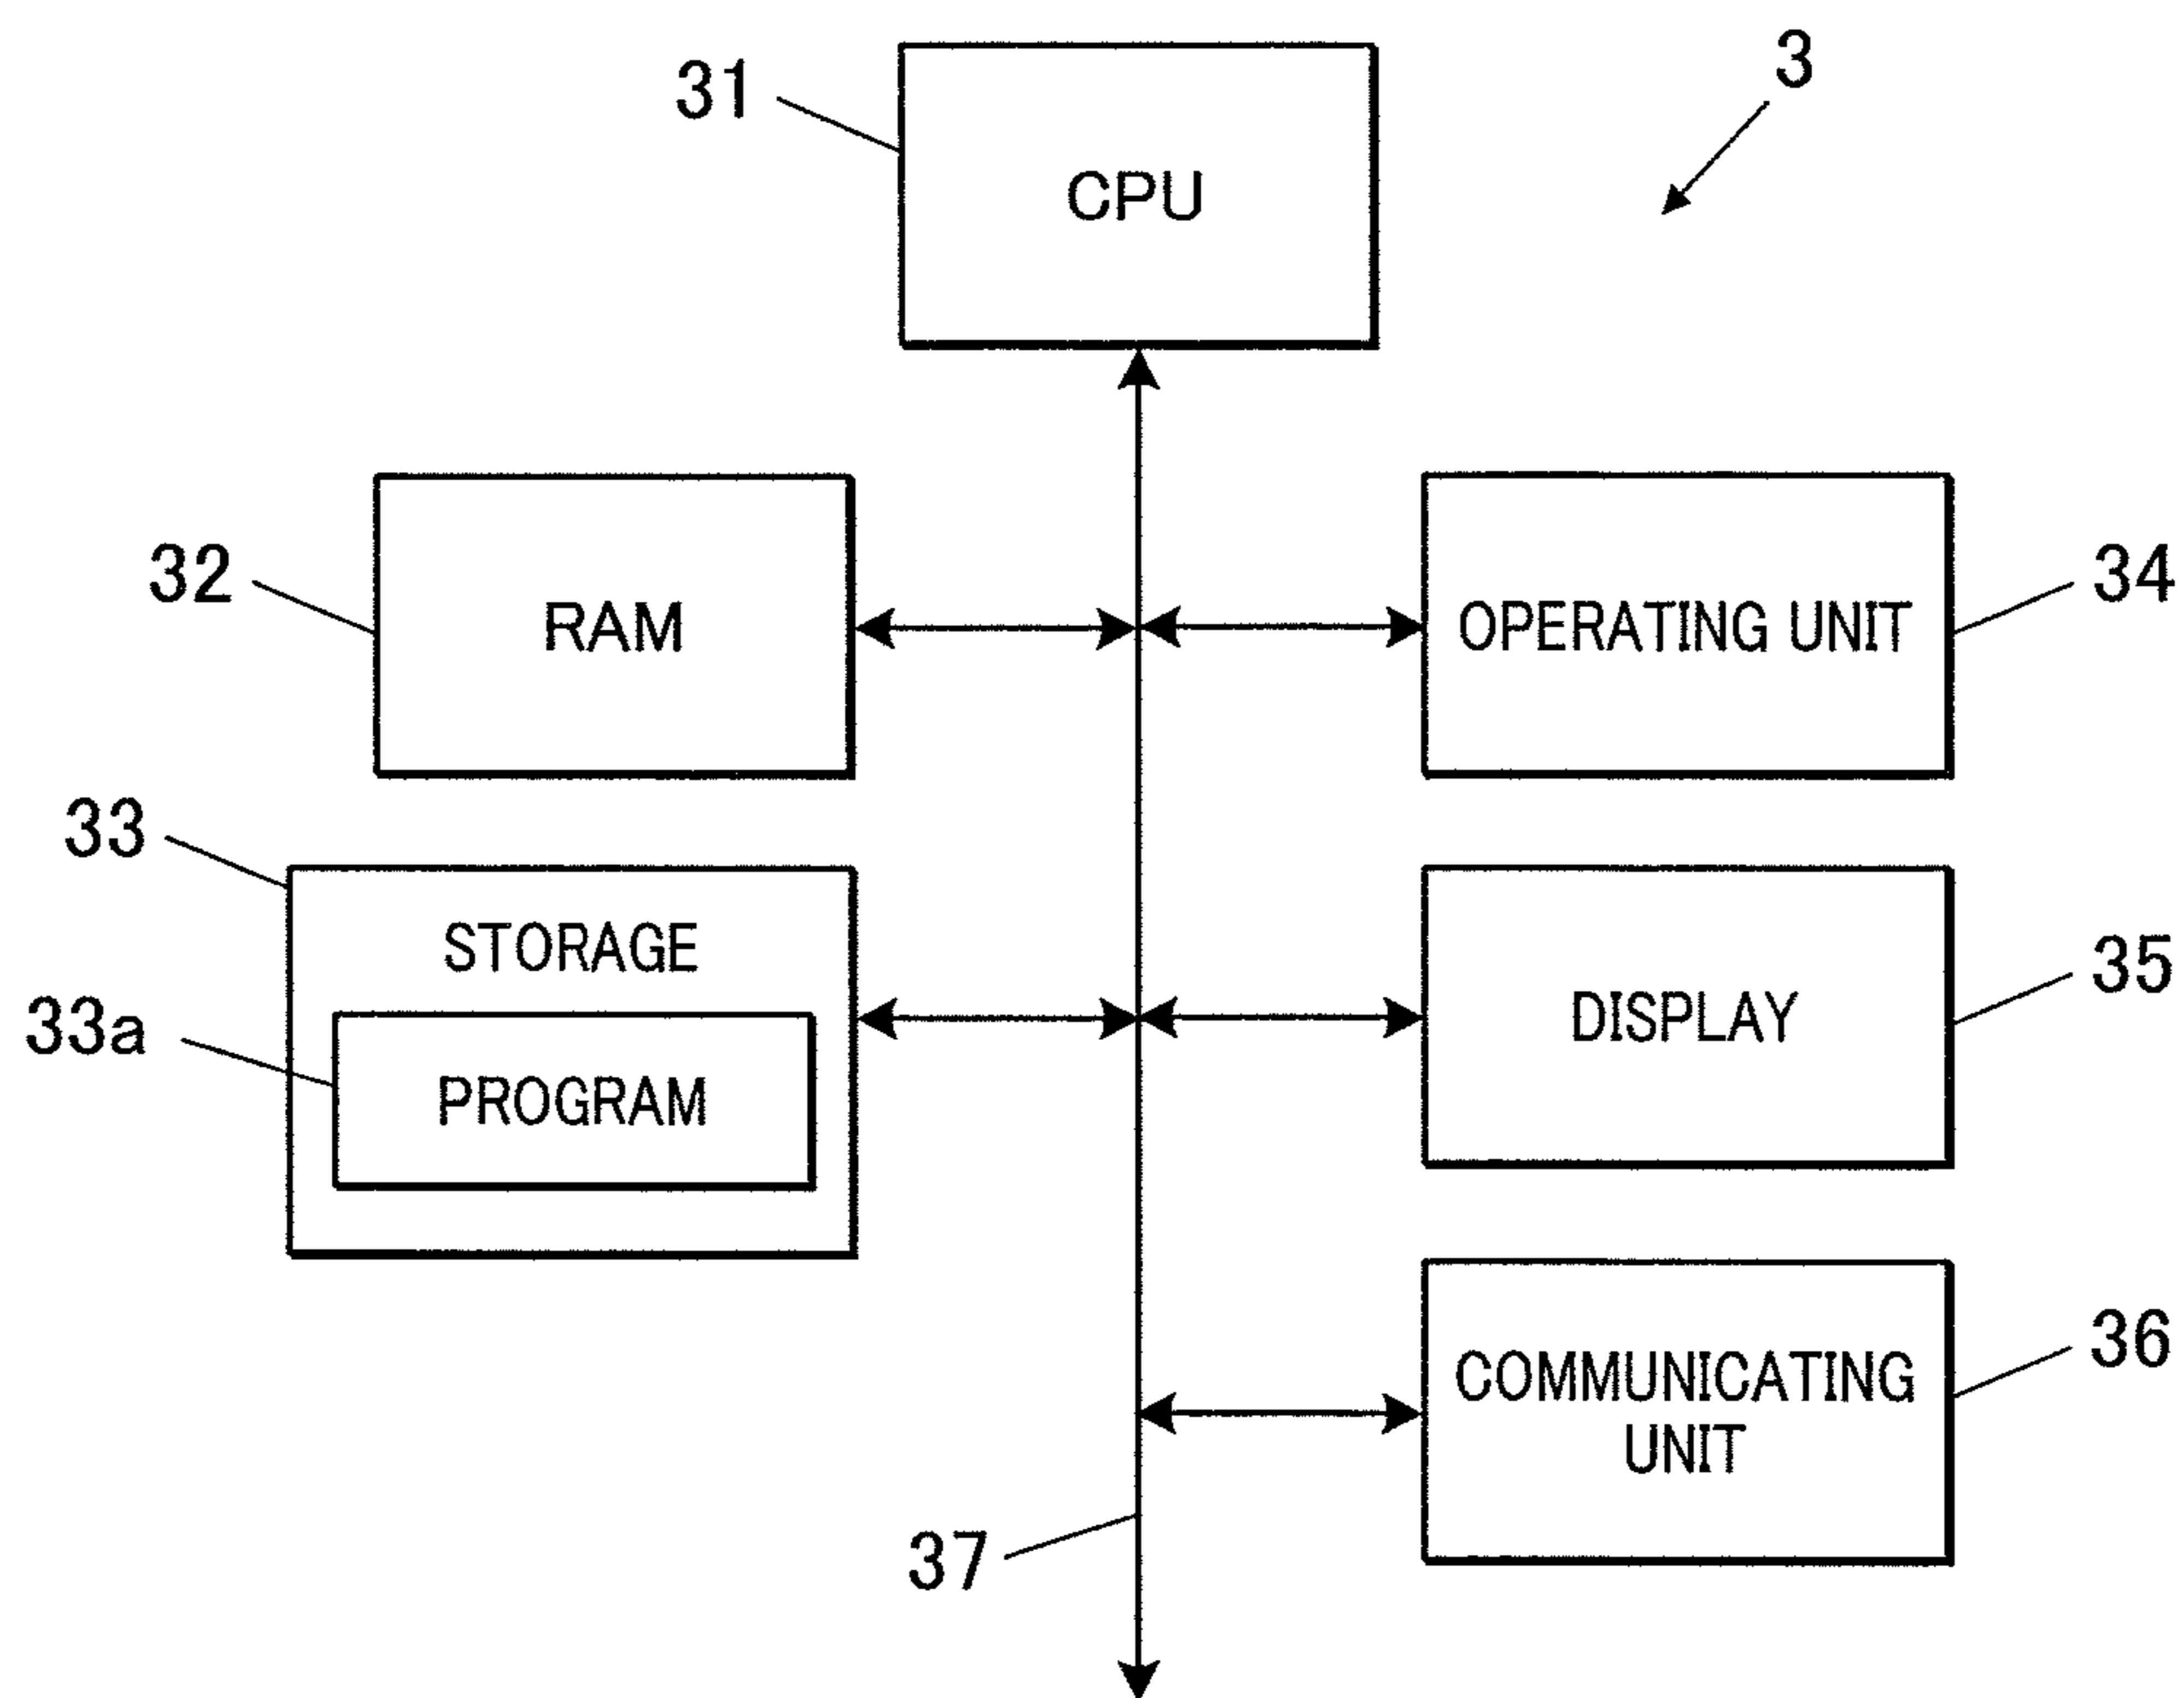 3
31
CPU
32
RAM
34
OPERATING UNIT
33
STORAGE
33a
PROGRAM
35
DISPLAY
36
COMMUNICATING
UNIT
37